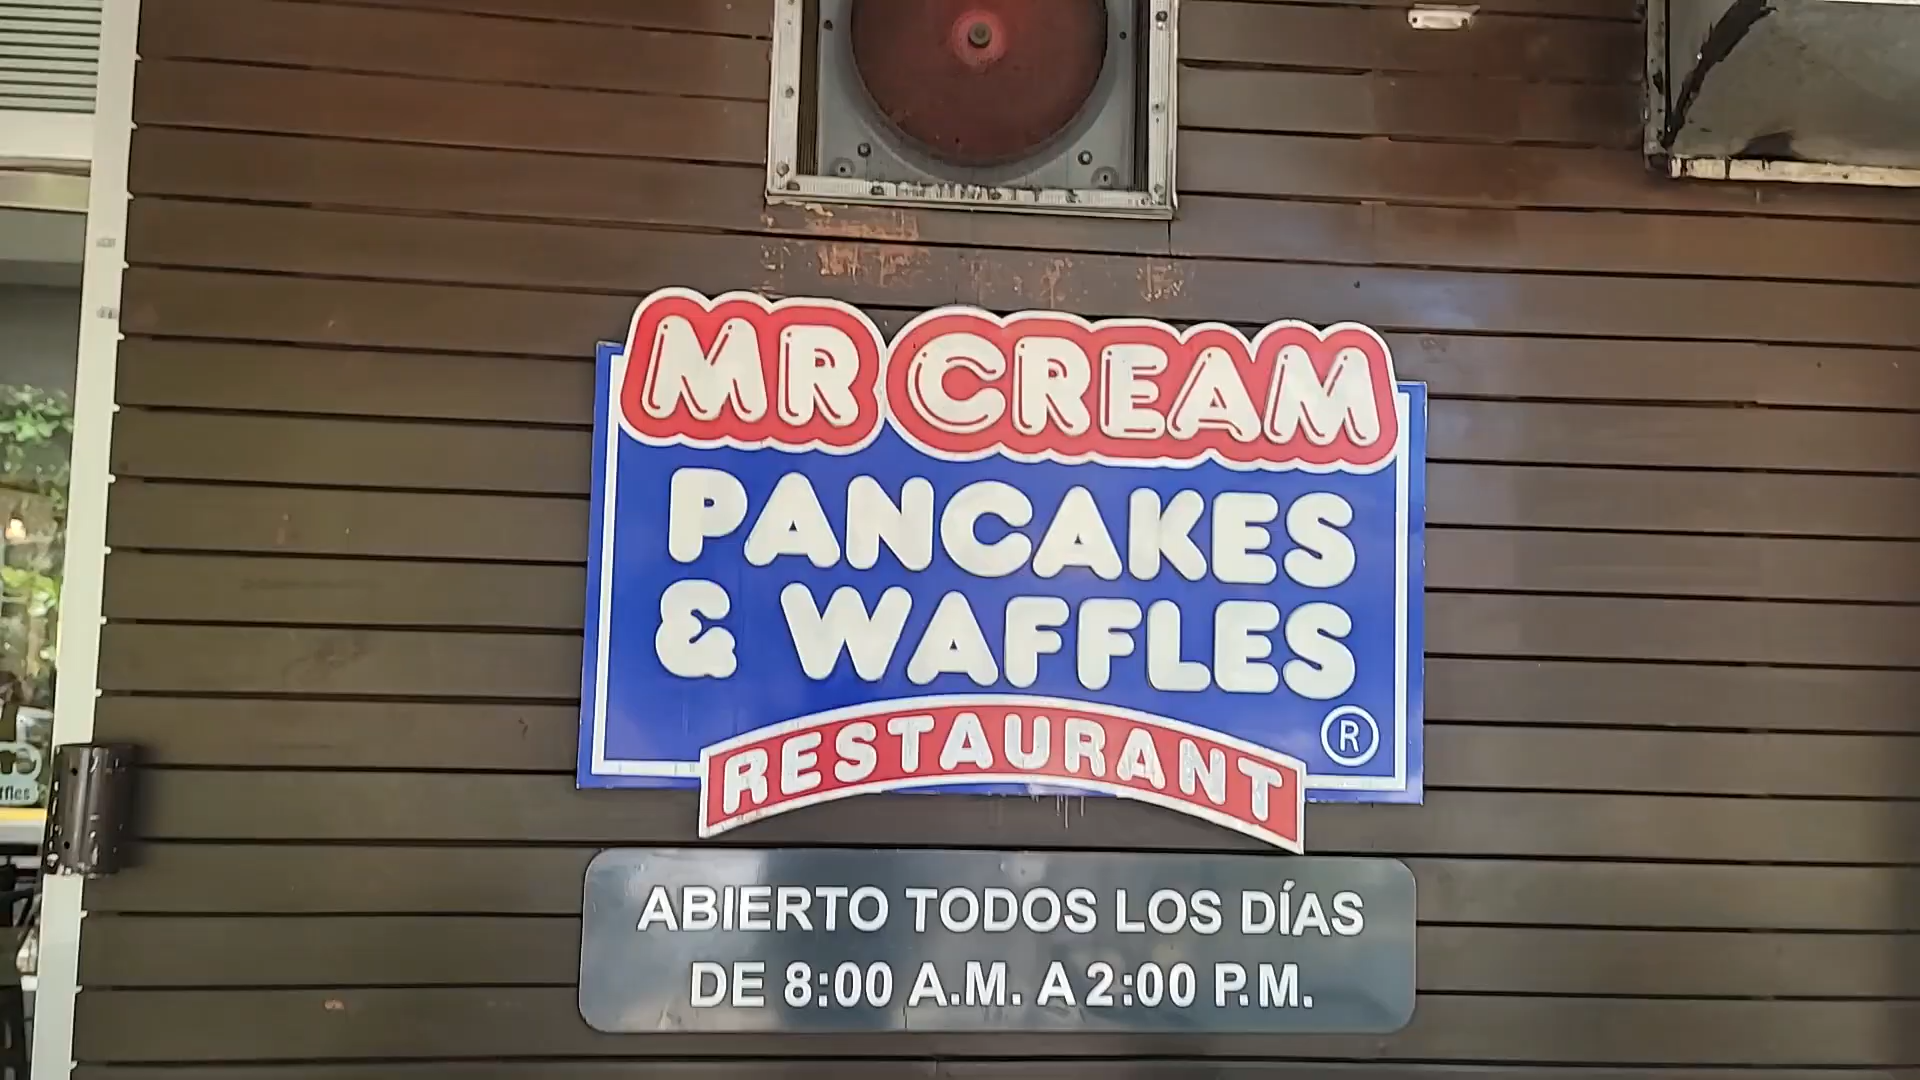 MR CREAM
PANCAKES
& WAFFLES
RESTAURANT
®
ABIERTO TODOS LOS DÍAS
DE 8:00 A.M. A 2:00 P.M.